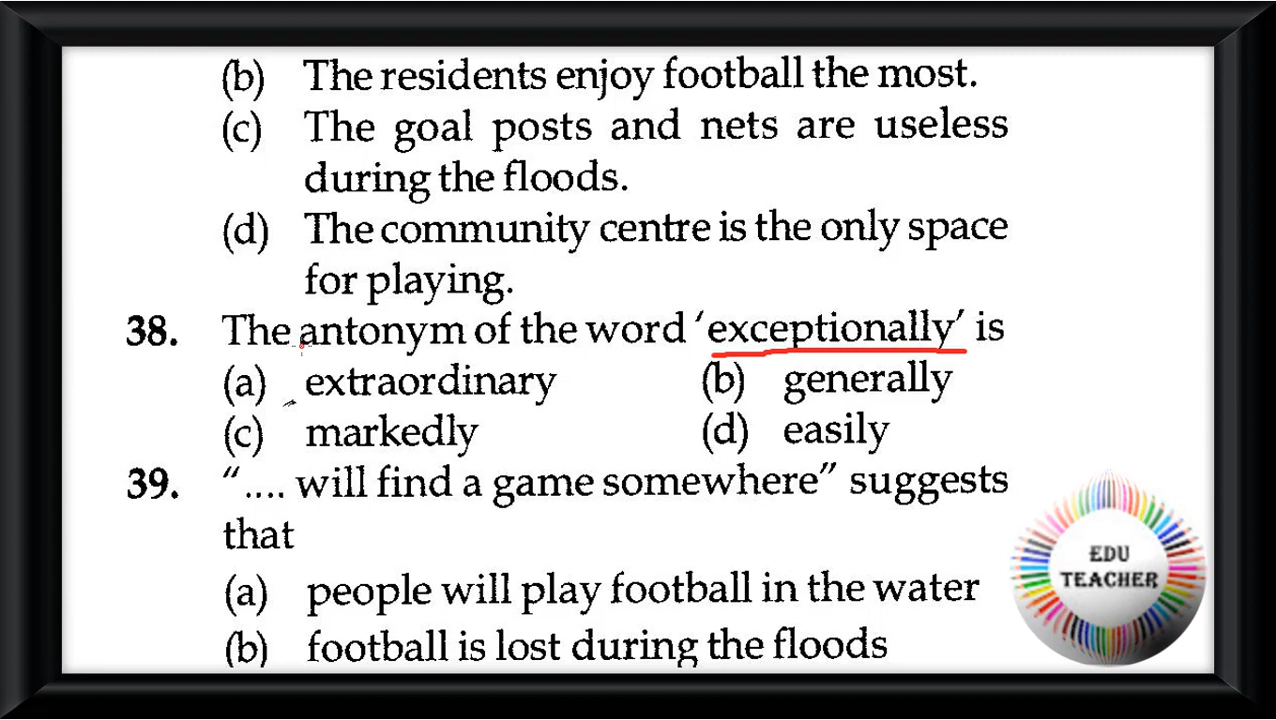 (b) The residents enjoy football the most.
(c) The goal posts and nets are useless
during the floods.
(d) The community centre is the only space
for playing.
38. The antonym of the word ‘exceptionally’ is
(a) extraordinary (b) generally
(c) markedly (d) easily
39. “.... will find a game somewhere” suggests
that
(a) people will play football in the water
(b) football is lost during the floods
EDU
TEACHER